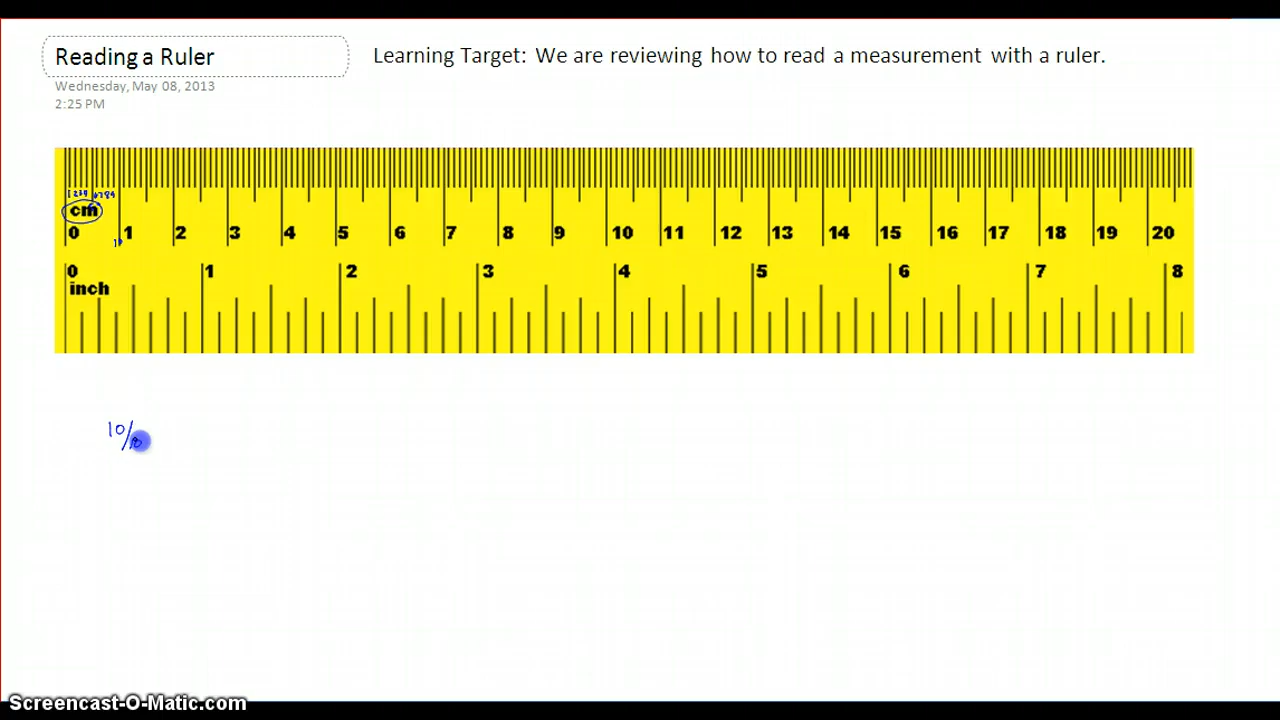 Reading a Ruler
Learning Target: We are reviewing how to read a measurement with a ruler.
Wednesday, May 08, 2013
2:25 PM
cm
0 1 2 3 4 5 6 7 8 9 10 11 12 13 14 15 16 17 18 19 20
0 1 2 3 4 5 6 7 8
inch
10/10
Screencast-O-Matic.com